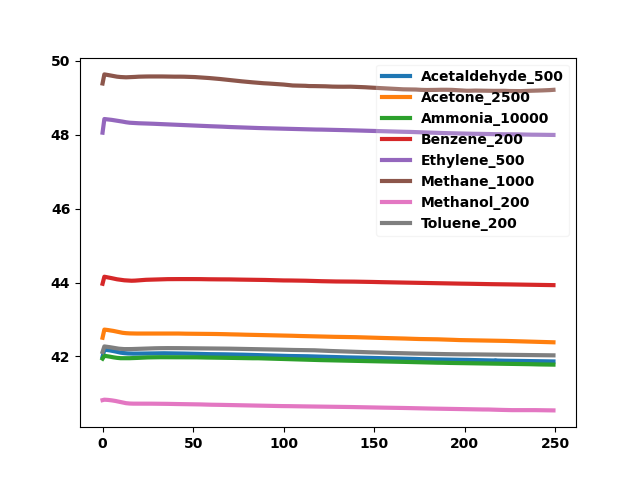 50
48
46
44
42
0
50
100
150
200
250
Acetaldehyde_500
Acetone_2500
Ammonia_10000
Benzene_200
Ethylene_500
Methane_1000
Methanol_200
Toluene_200